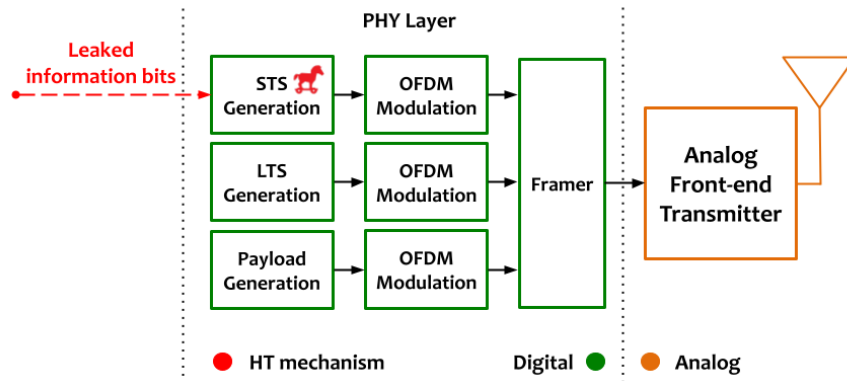 PHY Layer
Leaked
information bits
STS
Generation
OFDM
Modulation
LTS
Generation
OFDM
Modulation
Framer
Payload
Generation
OFDM
Modulation
Analog
Front-end
Transmitter
HT mechanism
Digital
Analog